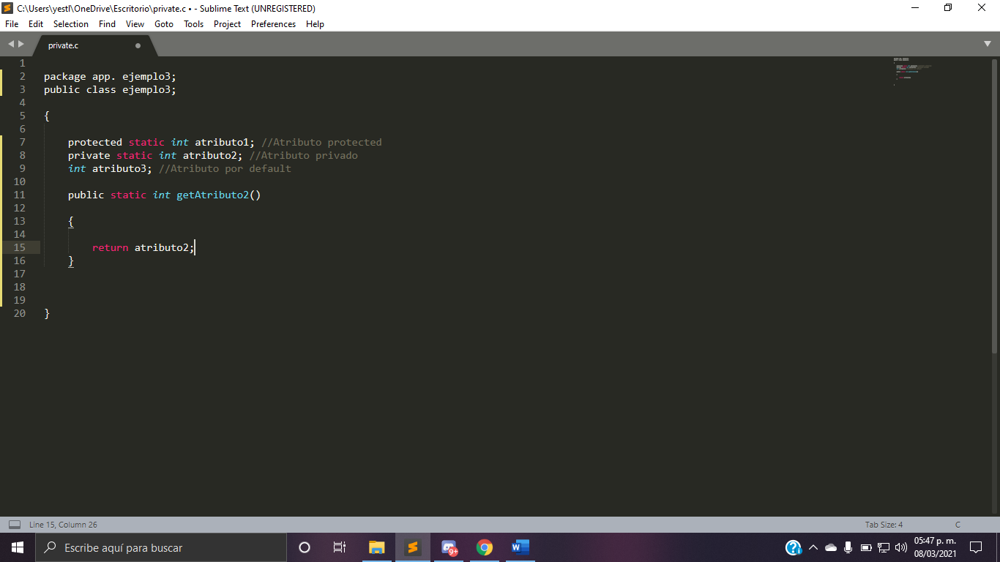 C:\Users\yestl\OneDrive\Escritorio\private.c • - Sublime Text (UNREGISTERED)
File Edit Selection Find View Goto Tools Project Preferences Help
private.c
1
2 package app. ejemplo3;
3 public class ejemplo3;
4
5 {
6
7 protected static int atributo1; //Atributo protected
8 private static int atributo2; //Atributo privado
9 int atributo3; //Atributo por default
10
11 public static int getAtributo2()
12
13 {
14
15 return atributo2;
16 }
17
18
19
20 }
Line 15, Column 26 Tab Size: 4 C
Escribe aquí para buscar 9+ W 05:47 p. m.
08/03/2021